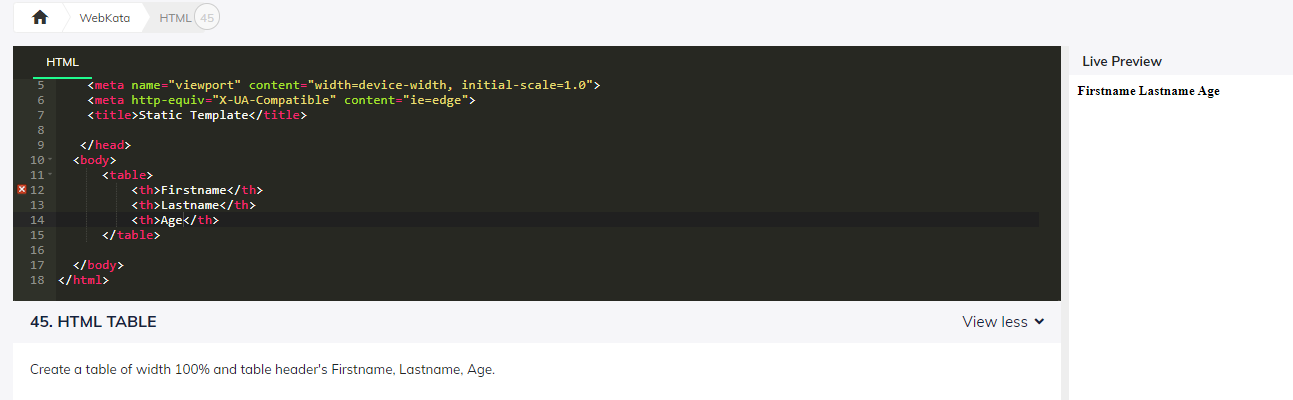 WebKata HTML 45
HTML
Live Preview
5 <meta name="viewport" content="width=device-width, initial-scale=1.0">
6 <meta http-equiv="X-UA-Compatible" content="ie=edge">
7 <title>Static Template</title>
8
9 </head>
10 <body>
11 <table>
12 <th>Firstname</th>
13 <th>Lastname</th>
14 <th>Age</th>
15 </table>
16
17 </body>
18 </html>
Firstname Lastname Age
45. HTML TABLE
View less
Create a table of width 100% and table header's Firstname, Lastname, Age.